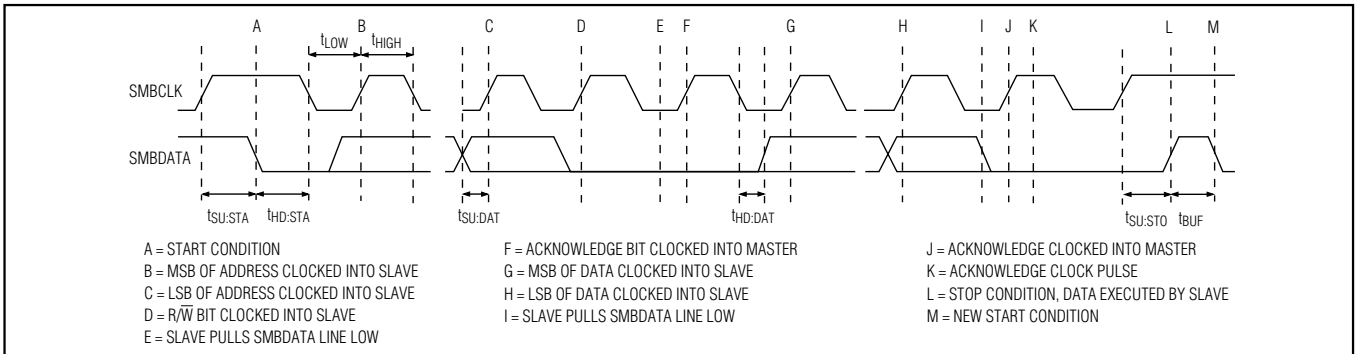 A B C D E F G H I J K L M
tLOW tHIGH
SMBCLK
SMBDATA
tSU:STA tHD:STA tSU:DAT tHD:DAT tSU:STO tBUF
A = START CONDITION
B = MSB OF ADDRESS CLOCKED INTO SLAVE
C = LSB OF ADDRESS CLOCKED INTO SLAVE
D = R/W̅ BIT CLOCKED INTO SLAVE
E = SLAVE PULLS SMBDATA LINE LOW
F = ACKNOWLEDGE BIT CLOCKED INTO MASTER
G = MSB OF DATA CLOCKED INTO SLAVE
H = LSB OF DATA CLOCKED INTO SLAVE
I = SLAVE PULLS SMBDATA LINE LOW
J = ACKNOWLEDGE CLOCKED INTO MASTER
K = ACKNOWLEDGE CLOCK PULSE
L = STOP CONDITION, DATA EXECUTED BY SLAVE
M = NEW START CONDITION